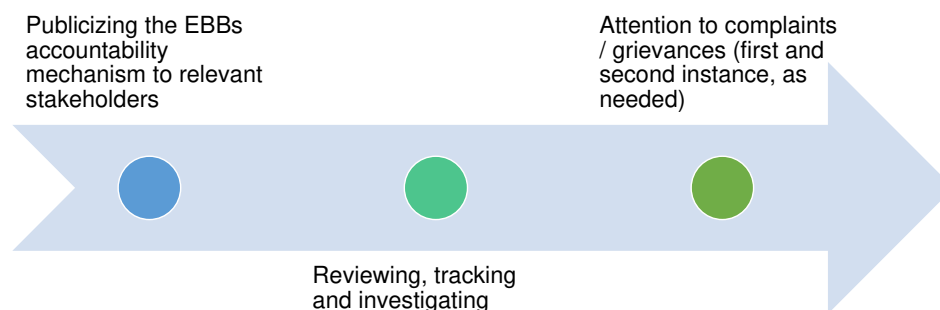 Publicizing the EBBs
accountability
mechanism to relevant
stakeholders
Reviewing, tracking
and investigating
Attention to complaints
/ grievances (first and
second instance, as
needed)